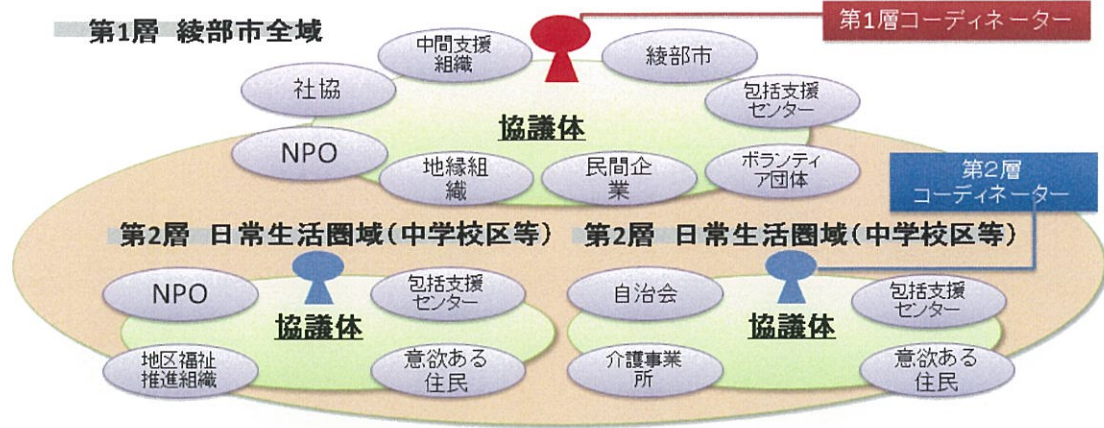 第1層コーディネーター
第1層 綾部市全域
中間支援
組織
綾部市
社協
包括支援
センター
協議体
NPO
地縁組
織
民間企
業
ボランティ
ア団体
第2層
コーディネーター
第2層 日常生活圏域(中学校区等)
第2層 日常生活圏域(中学校区等)
NPO
包括支援
センター
協議体
地区福祉
推進組織
意欲ある
住民
自治会
包括支援
センター
協議体
介護事業
所
意欲ある
住民